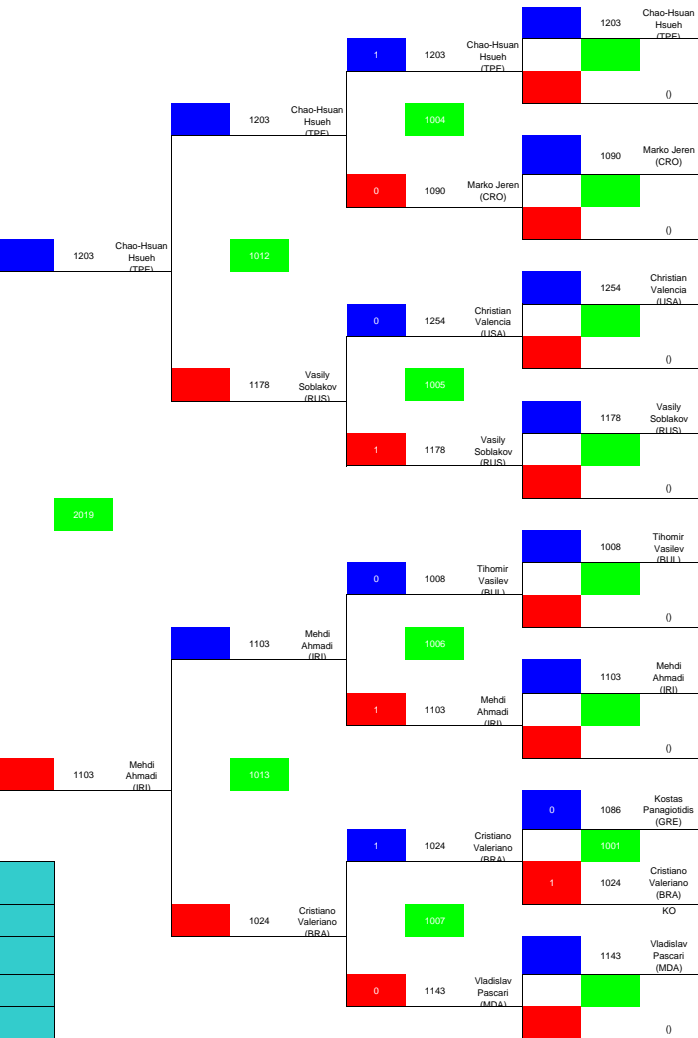 1203
Chao-Hsuan
Hsueh
(TPE)
1
1203
Chao-Hsuan
Hsueh
(TPE)
()
1203
Chao-Hsuan
Hsueh
(TPE)
1004
1090
Marko Jeren
(CRO)
0
1090
Marko Jeren
(CRO)
()
1203
Chao-Hsuan
Hsueh
(TPE)
1012
1254
Christian
Valencia
(USA)
0
1254
Christian
Valencia
(USA)
()
1178
Vasily
Soblakov
(RUS)
1005
1178
Vasily
Soblakov
(RUS)
1
1178
Vasily
Soblakov
(RUS)
()
2019
1008
Tihomir
Vasilev
(BUL)
0
1008
Tihomir
Vasilev
(BUL)
()
1103
Mehdi
Ahmadi
(IRI)
1006
1103
Mehdi
Ahmadi
(IRI)
1
1103
Mehdi
Ahmadi
(IRI)
()
1103
Mehdi
Ahmadi
(IRI)
1013
0
1086
Kostas
Panagiotidis
(GRE)
1
1024
Cristiano
Valeriano
(BRA)
1001
1
1024
Cristiano
Valeriano
(BRA)
KO
1024
Cristiano
Valeriano
(BRA)
1007
1143
Vladislav
Pascari
(MDA)
0
1143
Vladislav
Pascari
(MDA)
()